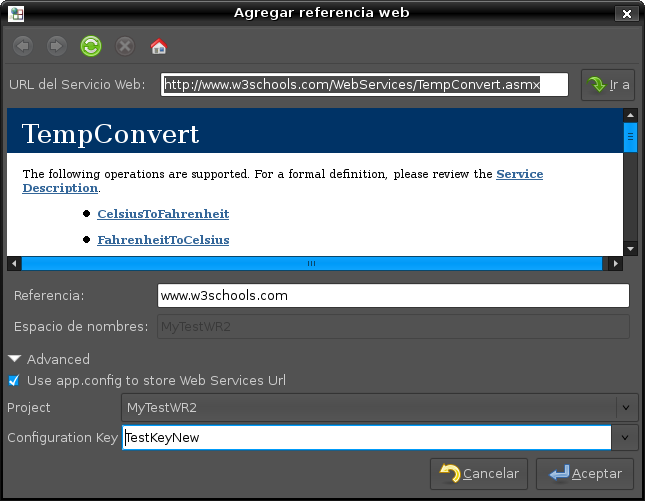 Agregar referencia web
URL del Servicio Web: http://www.w3schools.com/WebServices/TempConvert.asmx Ir a
TempConvert
The following operations are supported. For a formal definition, please review the Service
Description.
CelsiusToFahrenheit
FahrenheitToCelsius
Referencia: www.w3schools.com
Espacio de nombres: MyTestWR2
Advanced
Use app.config to store Web Services Url
Project MyTestWR2
Configuration Key TestKeyNew
Cancelar Aceptar